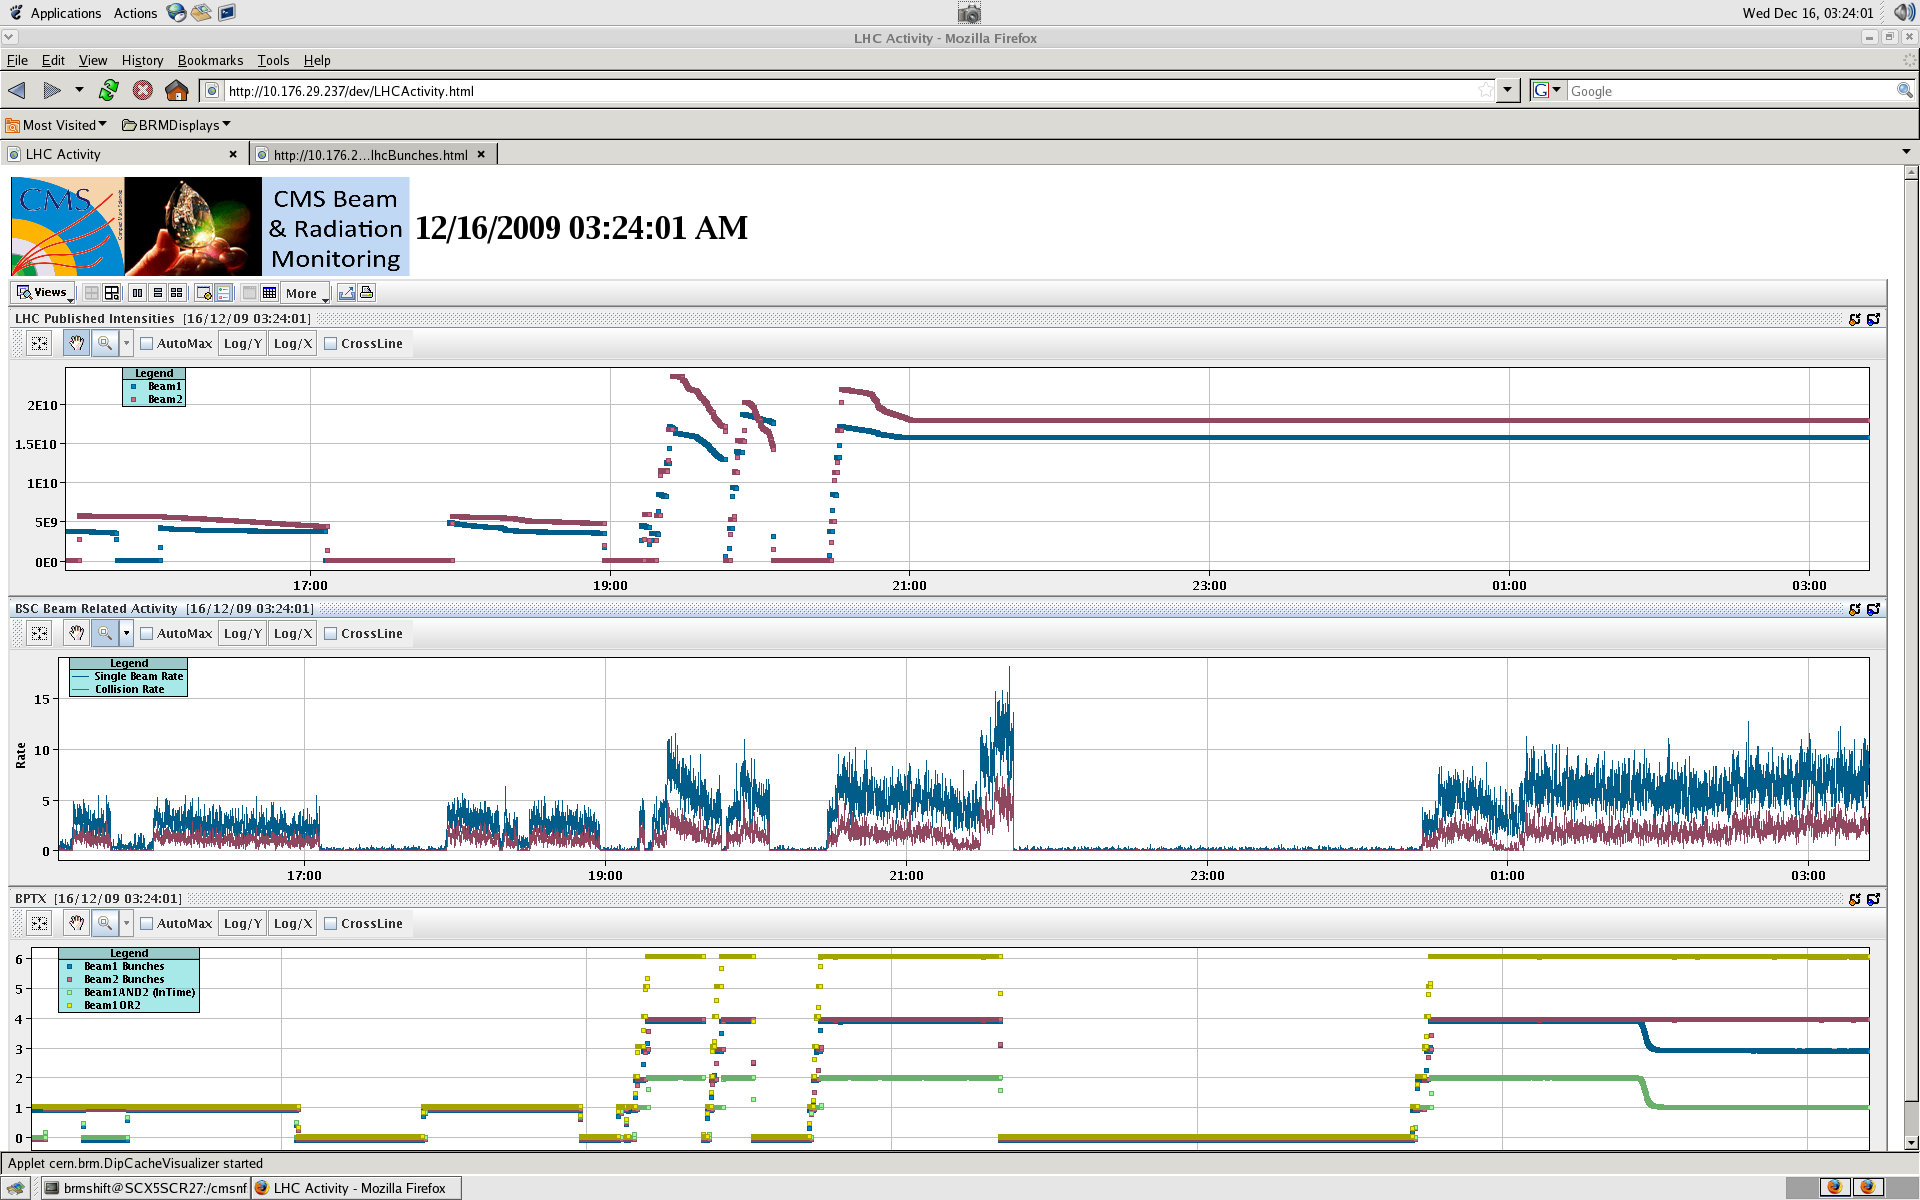 Applications Actions Wed Dec 16, 03:24:01
LHC Activity - Mozilla Firefox
File Edit View History Bookmarks Tools Help
http://10.176.29.237/dev/LHCActivity.html G Google
Most Visited BRMDisplays
LHC Activity http://10.176.2...lhcBunches.html
CMS
CMS Beam
& Radiation
Monitoring
12/16/2009 03:24:01 AM
Views More
LHC Published Intensities [16/12/09 03:24:01]
AutoMax Log/Y Log/X CrossLine
Legend
Beam1
Beam2
2E10
1.5E10
1E10
5E9
0E0
17:00 19:00 21:00 23:00 01:00 03:00
BSC Beam Related Activity [16/12/09 03:24:01]
AutoMax Log/Y Log/X CrossLine
Legend
Single Beam Rate
Collision Rate
Rate
15
10
5
0
17:00 19:00 21:00 23:00 01:00 03:00
BPTX [16/12/09 03:24:01]
AutoMax Log/Y Log/X CrossLine
Legend
Beam1 Bunches
Beam2 Bunches
Beam1AND2 (InTime)
Beam1OR2
6
5
4
3
2
1
0
Applet cern.brm.DipCacheVisualizer started
brmshift@SCX5SCR27:/cmsnf LHC Activity - Mozilla Firefox